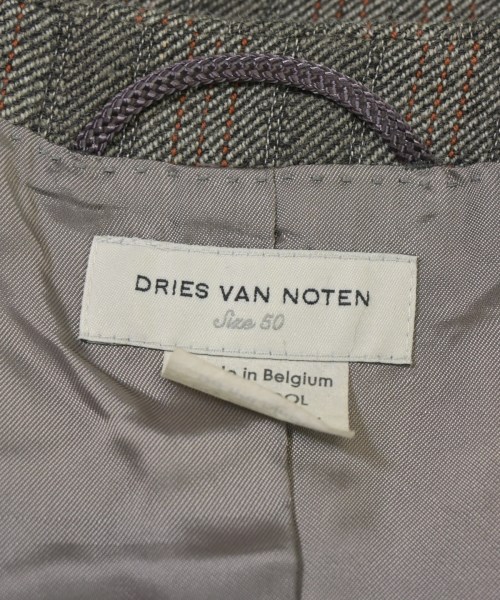 DRIES VAN NOTEN
Size 50
in Belgium